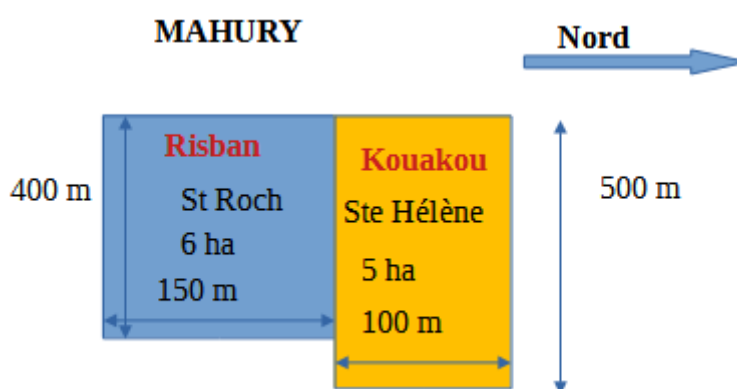 MAHURY
Nord
Risban
Kouakou
400 m
St Roch
Ste Hélène
500 m
6 ha
5 ha
150 m
100 m